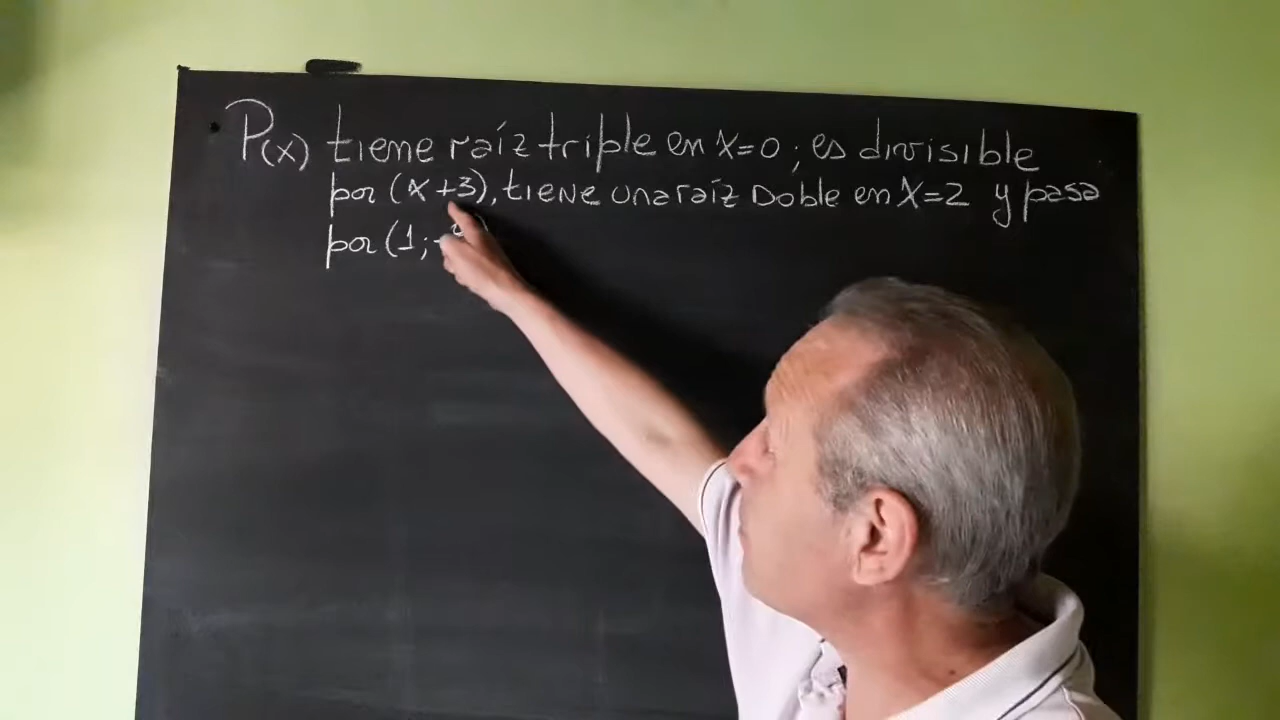 P(x) tiene raíz triple en x=0; es divisible
por (x+3), tiene una raíz Doble en x=2 y pasa
por (1;-